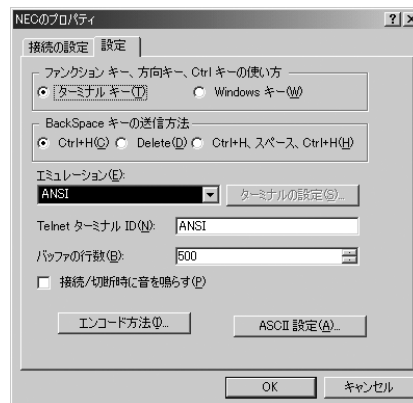 NECのプロパティ
接続の設定 設定
ファンクション キー、方向キー、Ctrl キーの使い方
ターミナル キー(T) Windows キー(W)
BackSpace キーの送信方法
Ctrl+H(C) Delete(D) Ctrl+H、スペース、Ctrl+H(H)
エミュレーション(E):
ANSI ターミナルの設定(S)...
Telnet ターミナル ID(N): ANSI
バッファの行数(B): 500
接続/切断時に音を鳴らす(P)
エンコード方法(I)... ASCII 設定(A)...
OK キャンセル